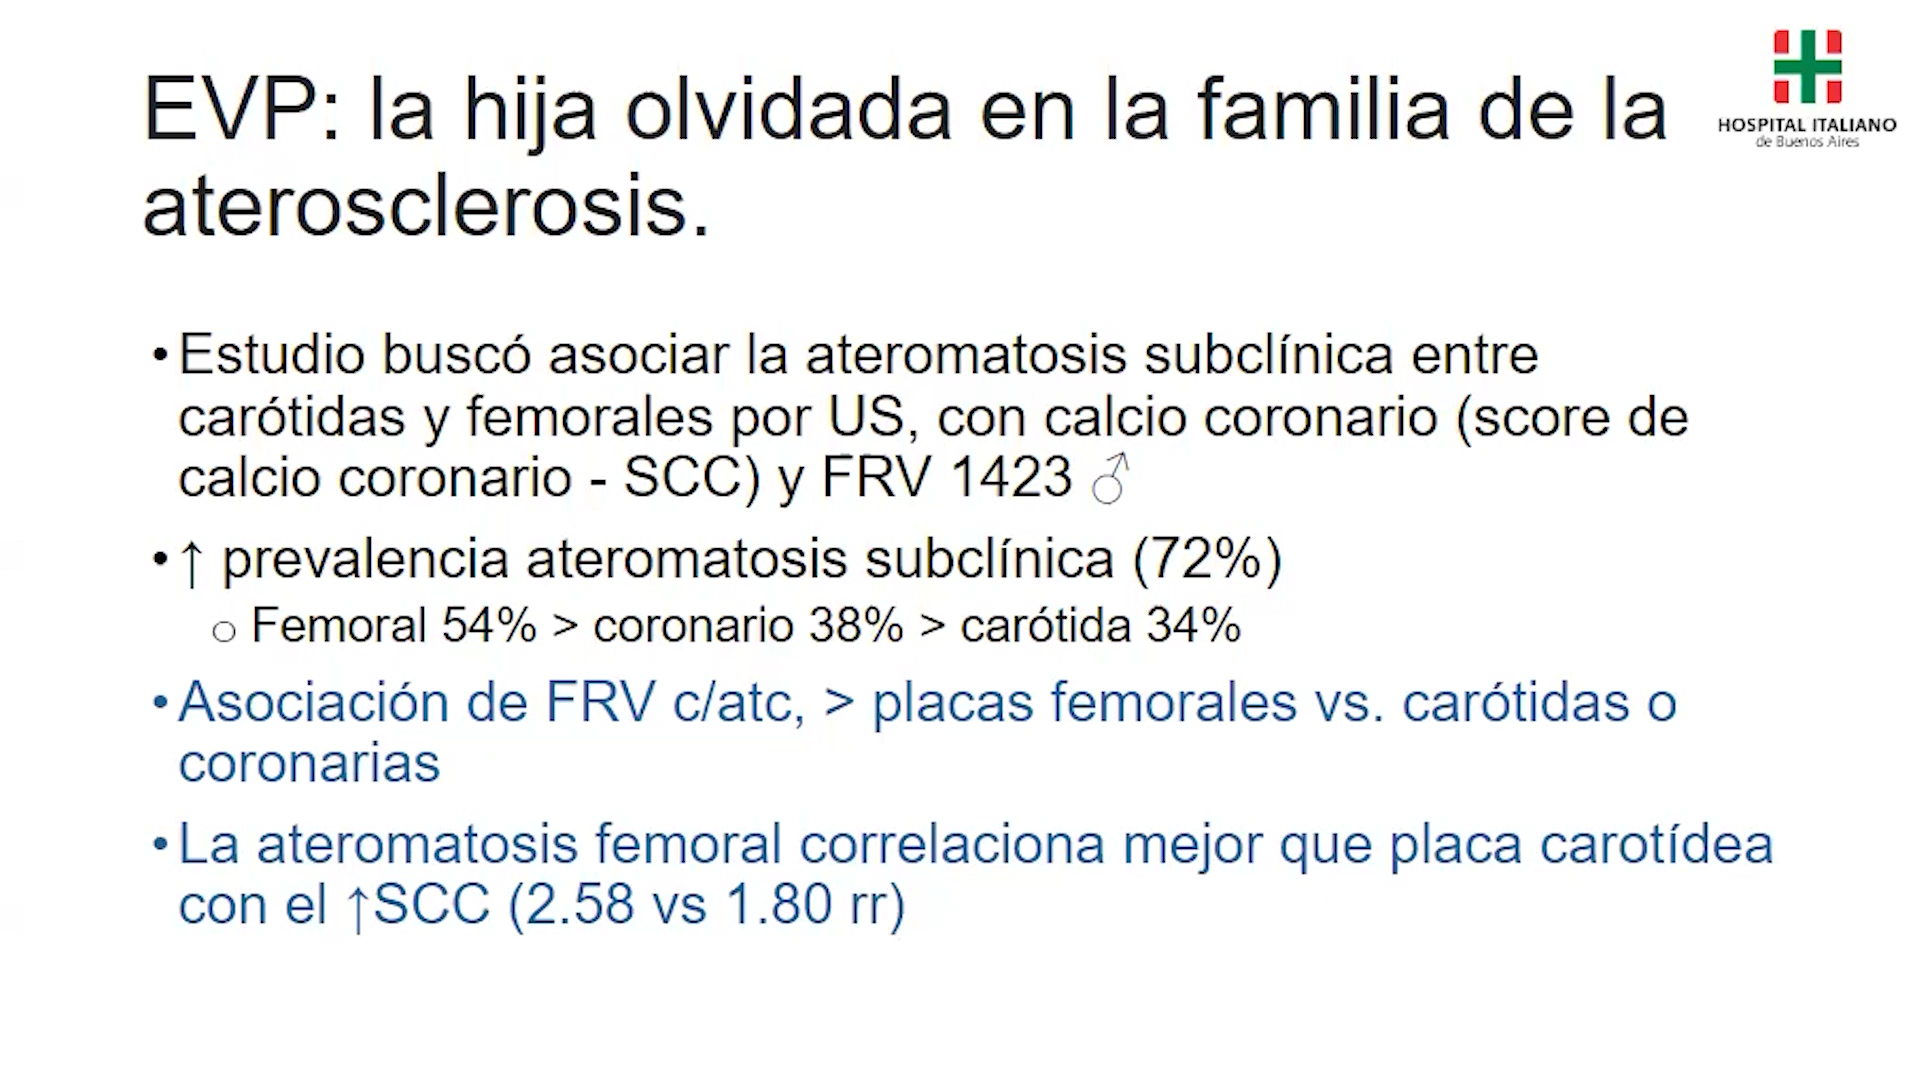 EVP: la hija olvidada en la familia de la
aterosclerosis.
HOSPITAL ITALIANO
de Buenos Aires
• Estudio buscó asociar la ateromatosis subclínica entre
carótidas y femorales por US, con calcio coronario (score de
calcio coronario - SCC) y FRV 1423 ♂
• ↑ prevalencia ateromatosis subclínica (72%)
○ Femoral 54% > coronario 38% > carótida 34%
• Asociación de FRV c/atc, > placas femorales vs. carótidas o
coronarias
• La ateromatosis femoral correlaciona mejor que placa carotídea
con el ↑SCC (2.58 vs 1.80 rr)